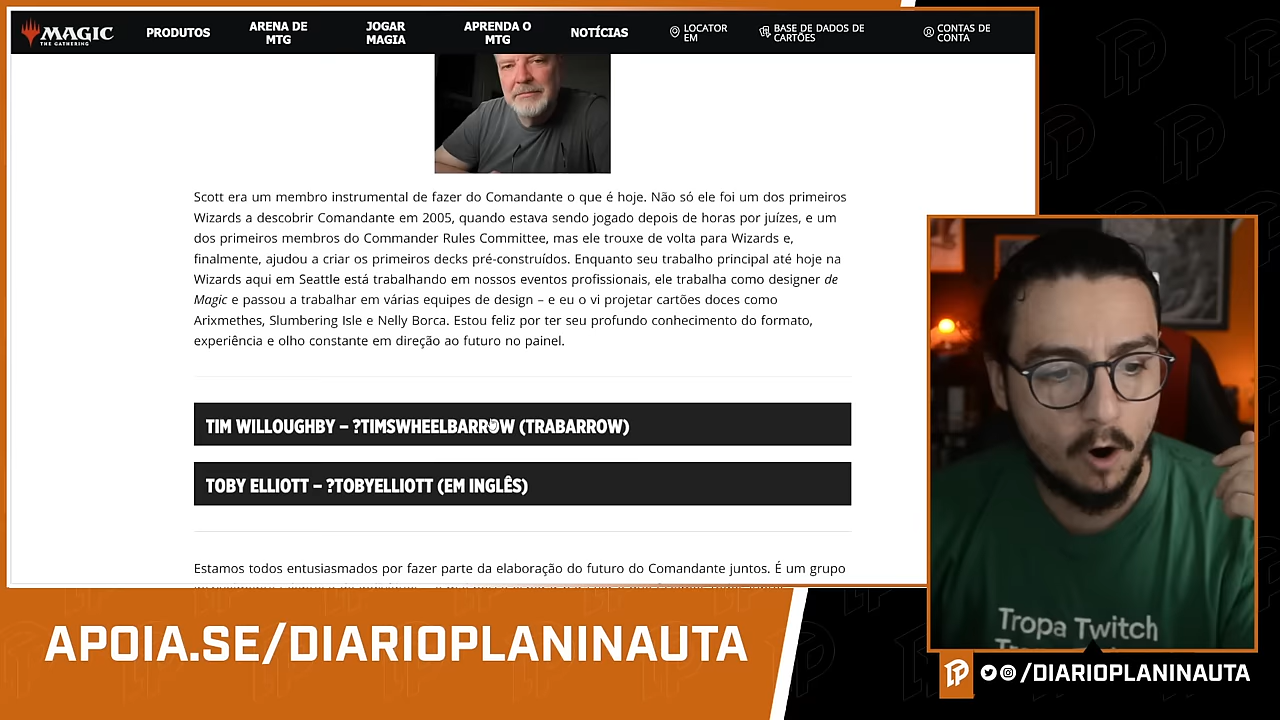 MAGIC
THE GATHERING
PRODUTOS
ARENA DE
MTG
JOGAR
MAGIA
APRENDA O
MTG
NOTÍCIAS
LOCATOR
EM
BASE DE DADOS DE
CARTÕES
CONTAS DE
CONTA
Scott era um membro instrumental de fazer do Comandante o que é hoje. Não só ele foi um dos primeiros
Wizards a descobrir Comandante em 2005, quando estava sendo jogado depois de horas por juízes, e um
dos primeiros membros do Commander Rules Committee, mas ele trouxe de volta para Wizards e,
finalmente, ajudou a criar os primeiros decks pré-construídos. Enquanto seu trabalho principal até hoje na
Wizards aqui em Seattle está trabalhando em nossos eventos profissionais, ele trabalha como designer de
Magic e passou a trabalhar em várias equipes de design – e eu o vi projetar cartões doces como
Arixmethes, Slumbering Isle e Nelly Borca. Estou feliz por ter seu profundo conhecimento do formato,
experiência e olho constante em direção ao futuro no painel.
TIM WILLOUGHBY – ?TIMSWHEELBARROW (TRABARROW)
TOBY ELLIOTT – ?TOBYELLIOTT (EM INGLÊS)
Estamos todos entusiasmados por fazer parte da elaboração do futuro do Comandante juntos. É um grupo
Tropa Twitch
APOIA.SE/DIARIOPLANINAUTA
/DIARIOPLANINAUTA